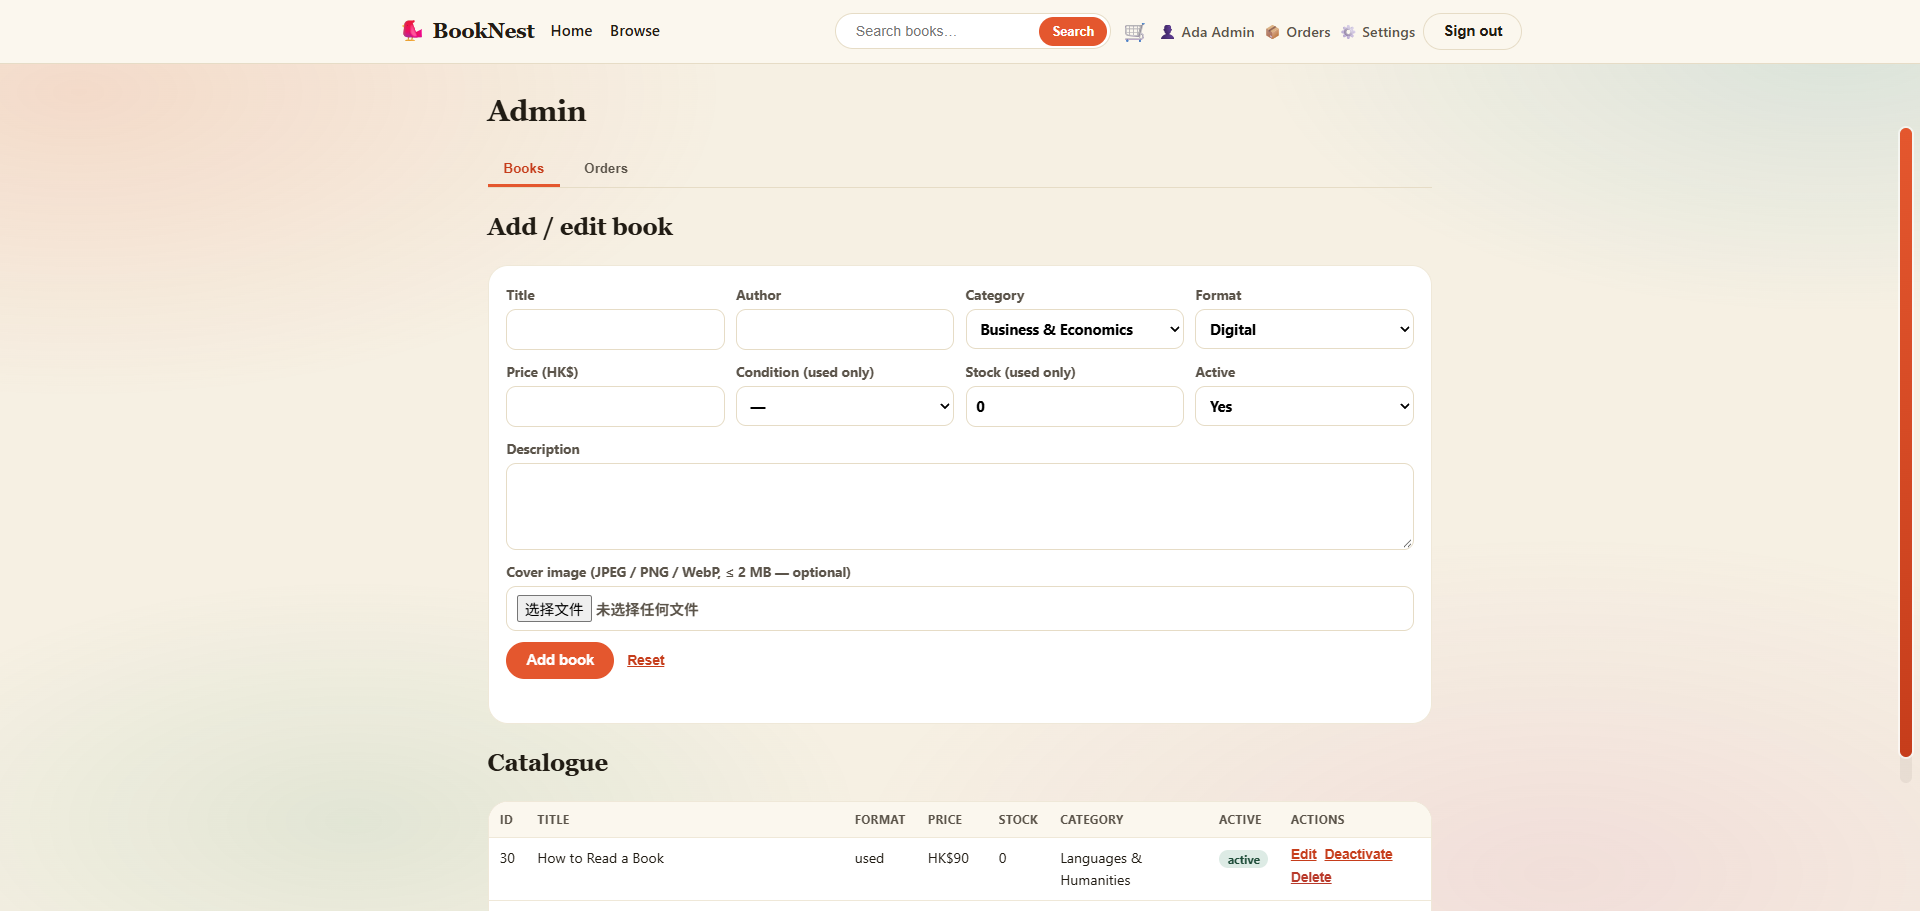 BookNest Home Browse Search books... Search Ada Admin Orders Settings Sign out
Admin
Books Orders
Add / edit book
Title Author Category Format
Business & Economics Digital
Price (HK$) Condition (used only) Stock (used only) Active
— 0 Yes
Description
Cover image (JPEG / PNG / WebP, ≤ 2 MB — optional)
选择文件 未选择任何文件
Add book Reset
Catalogue
ID TITLE FORMAT PRICE STOCK CATEGORY ACTIVE ACTIONS
30 How to Read a Book used HK$90 0 Languages & active Edit Deactivate
Humanities Delete